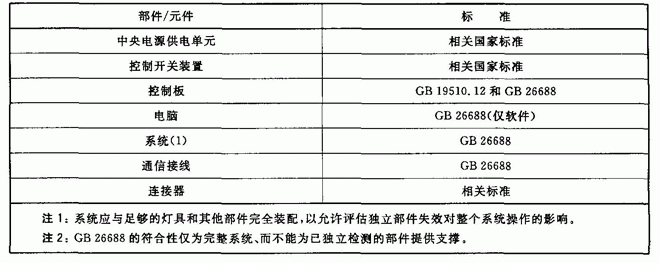 部件/元件 标 准
中央电源供电单元 相关国家标准
控制开关装置 相关国家标准
控制板 GB 19510.12 和 GB 26688
电脑 GB 26688(仅软件)
系统(1) GB 26688
通信接线 GB 26688
连接器 相关标准
注 1：系统应与足够的灯具和其他部件完全装配,以允许评估独立部件失效对整个系统操作的影响。
注 2：GB 26688 的符合性仅为完整系统、而不能为已独立检测的部件提供支撑。